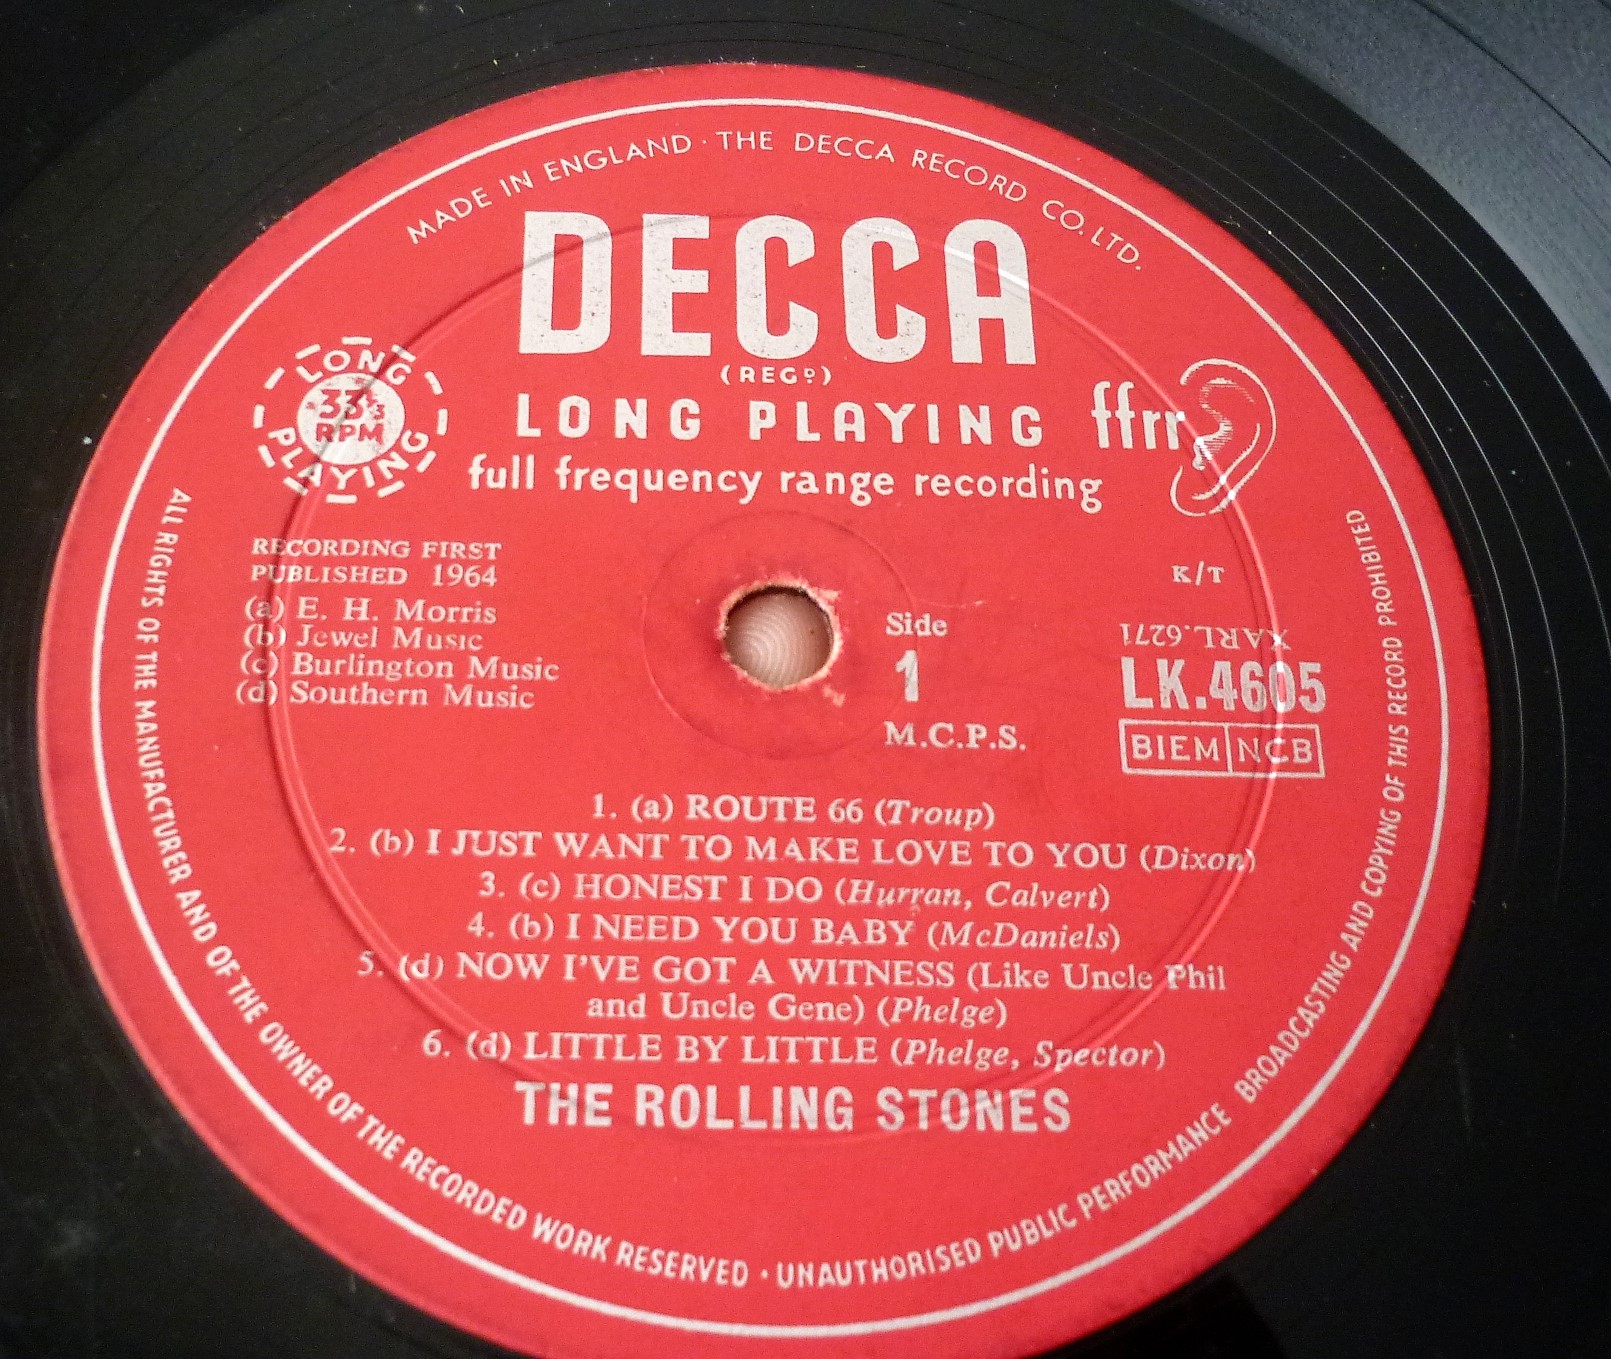 MADE IN ENGLAND · THE DECCA RECORD CO. LTD.
DECCA
(REGD)
LONG PLAYING
33 1/3
RPM
LONG PLAYING ffrr
full frequency range recording
RECORDING FIRST
PUBLISHED 1964
(a) E. H. Morris
(b) Jewel Music
(c) Burlington Music
(d) Southern Music
Side
1
M.C.P.S.
K/T
XARL.6271
LK.4605
BIEM NCB
1. (a) ROUTE 66 (Troup)
2. (b) I JUST WANT TO MAKE LOVE TO YOU (Dixon)
3. (c) HONEST I DO (Hurran, Calvert)
4. (b) I NEED YOU BABY (McDaniels)
5. (d) NOW I'VE GOT A WITNESS (Like Uncle Phil
and Uncle Gene) (Phelge)
6. (d) LITTLE BY LITTLE (Phelge, Spector)
THE ROLLING STONES
ALL RIGHTS OF THE MANUFACTURER AND OF THE OWNER OF THE RECORDED WORK RESERVED · UNAUTHORISED PUBLIC PERFORMANCE BROADCASTING AND COPYING OF THIS RECORD PROHIBITED